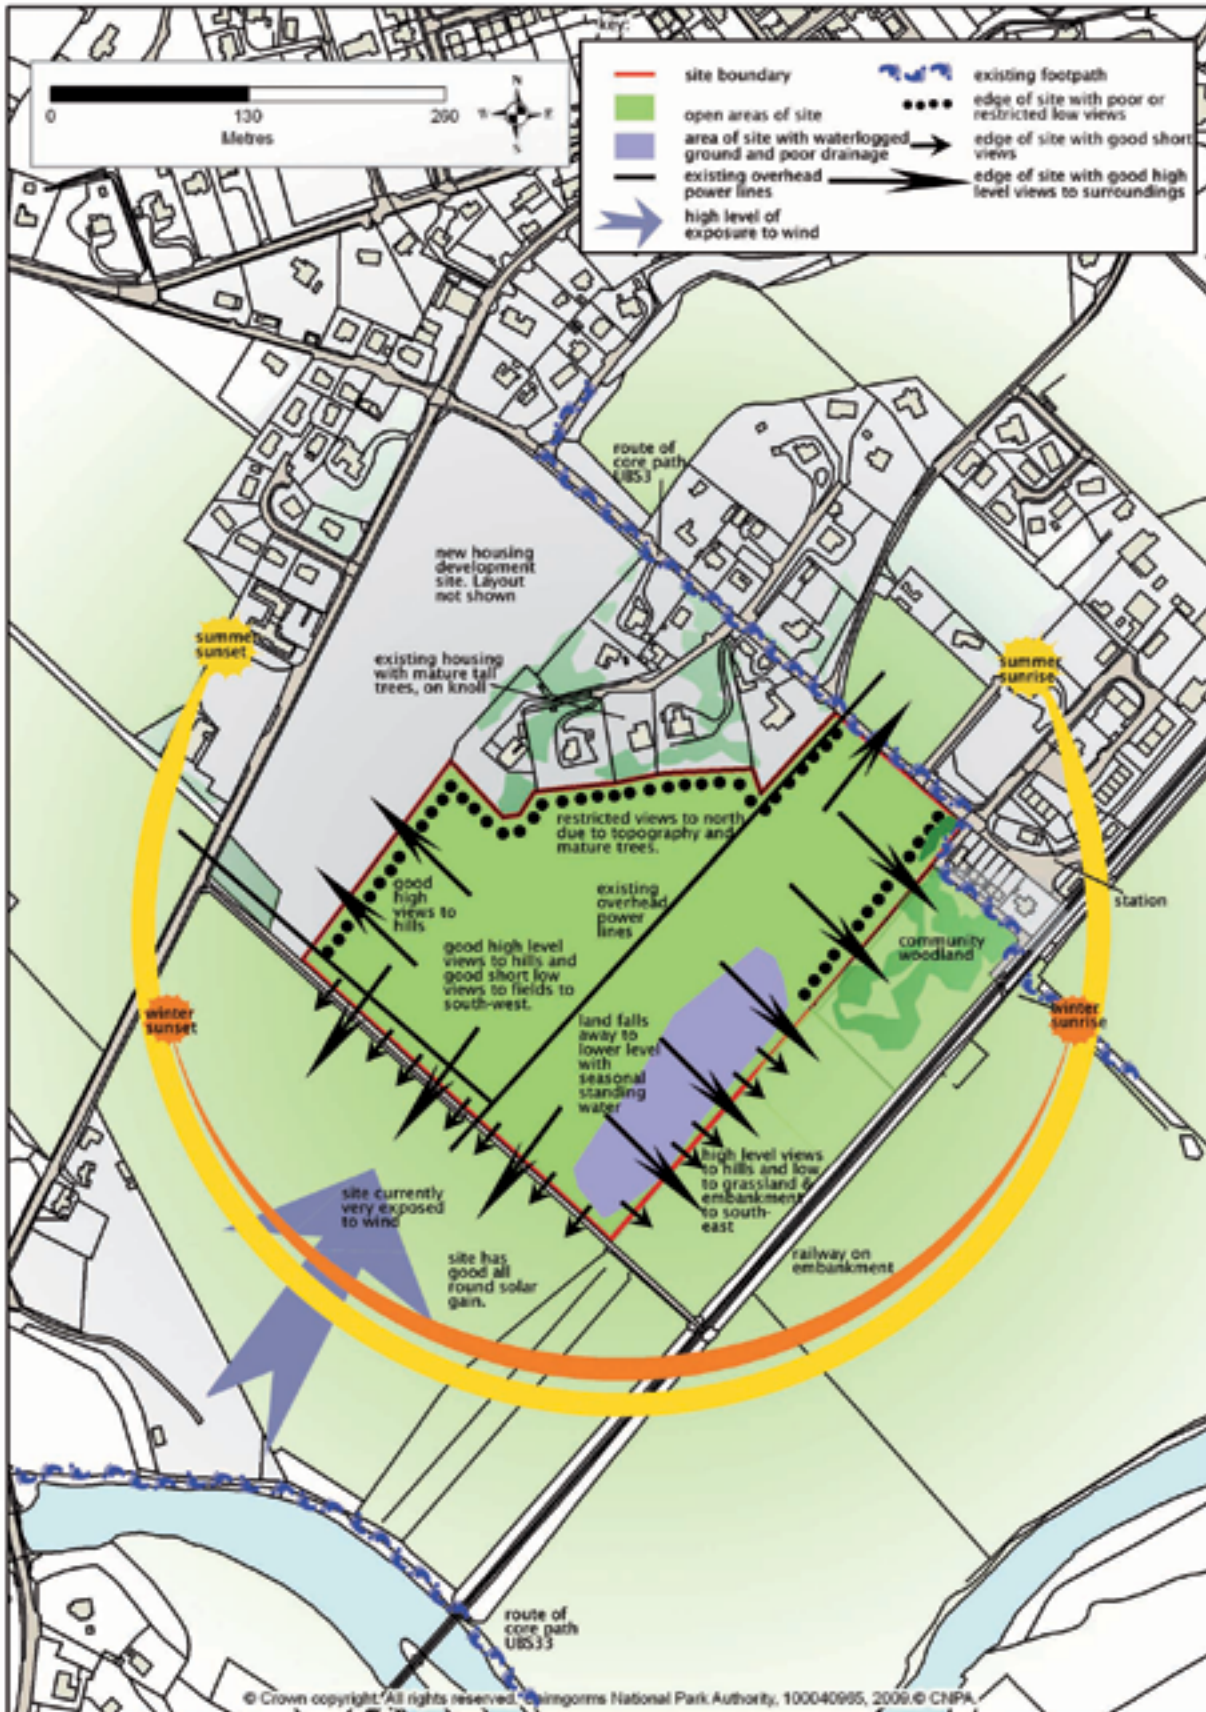 key:
site boundary
open areas of site
area of site with waterlogged
ground and poor drainage
existing overhead
power lines
high level of
exposure to wind
existing footpath
edge of site with poor or
restricted low views
edge of site with good short
views
edge of site with good high
level views to surroundings
0 130 260
Metres
N
W E
S
route of
core path
UBS3
new housing
development
site. Layout
not shown
summer
sunset
existing housing
with mature tall
trees, on knoll
summer
sunrise
restricted views to north
due to topography and
mature trees.
good
high
views to
hills
existing
overhead
power
lines
station
community
woodland
good high level
views to hills and
good short low
views to fields to
south-west.
winter
sunset
land falls
away to
lower level
with
seasonal
standing
water
winter
sunrise
high level views
to hills and low
to grassland &
embankment
to south-
east
site currently
very exposed
to wind
site has
good all
round solar
gain.
railway on
embankment
route of
core path
UBS33
© Crown copyright. All rights reserved. Cairngorms National Park Authority, 100040965, 2009.© CNPA